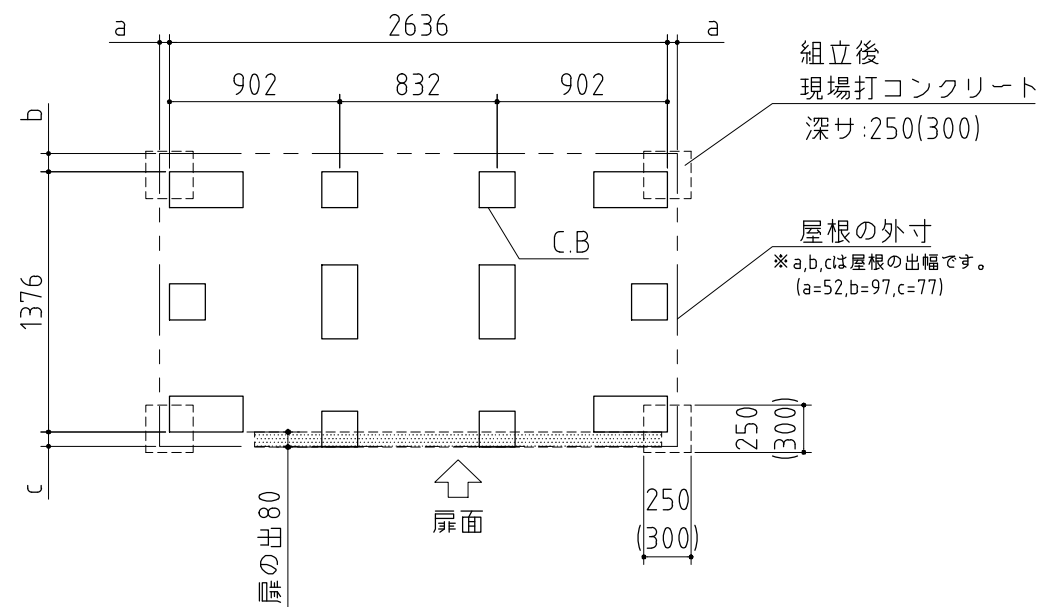 a
2636
a
902
832
902
組立後
現場打コンクリート
深サ:250(300)
b
C.B
屋根の外寸
※a,b,cは屋根の出幅です。
(a=52,b=97,c=77)
1376
250
(300)
c
扉の出80
扉面
250
(300)